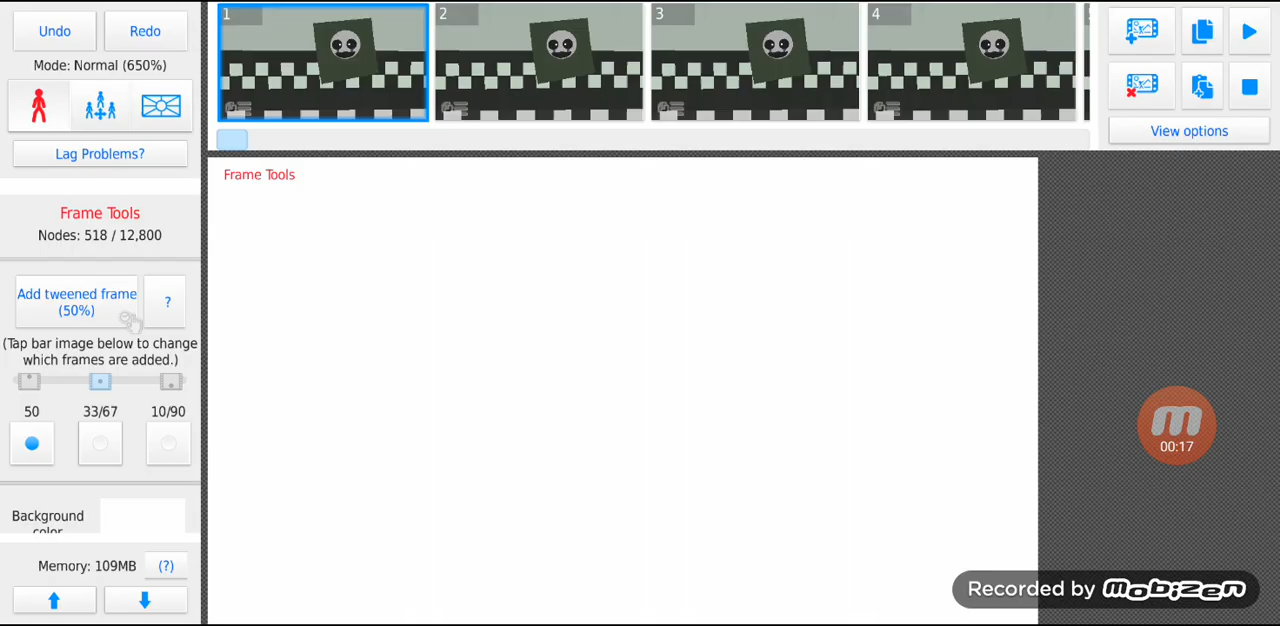 Undo
Redo
Mode: Normal (650%)
Lag Problems?
Frame Tools
Nodes: 518 / 12,800
Add tweened frame
(50%)
?
(Tap bar image below to change
which frames are added.)
50
33/67
10/90
Background
color
Memory: 109MB
(?)
1
2
3
4
View options
Frame Tools
00:17
Recorded by mobizen